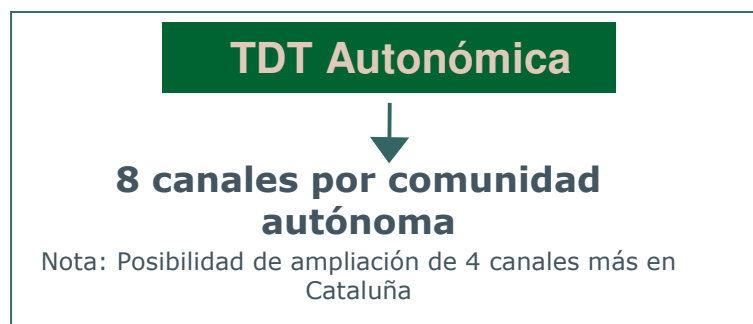 TDT Autonómica
8 canales por comunidad
autónoma
Nota: Posibilidad de ampliación de 4 canales más en
Cataluña